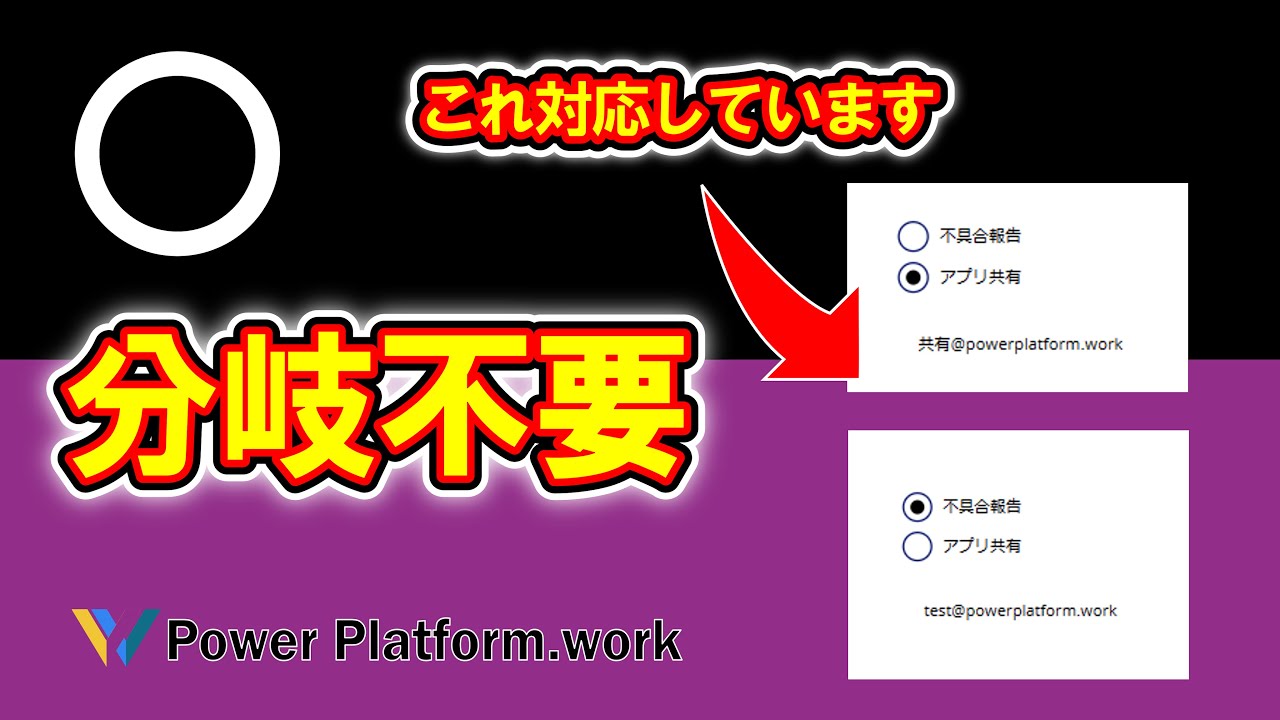 これ対応しています
分岐不要
不具合報告
アプリ共有
共有@powerplatform.work
不具合報告
アプリ共有
test@powerplatform.work
Power Platform.work